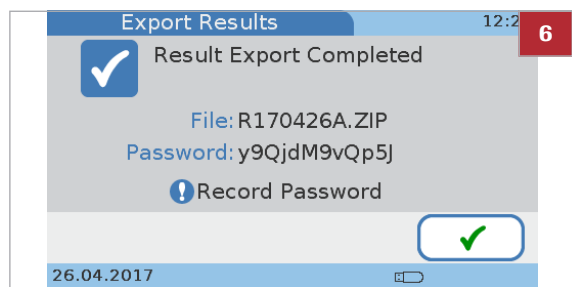 Export Results
12:2
6
Result Export Completed
File: R170426A.ZIP
Password: y9QjdM9vQp5J
Record Password
26.04.2017